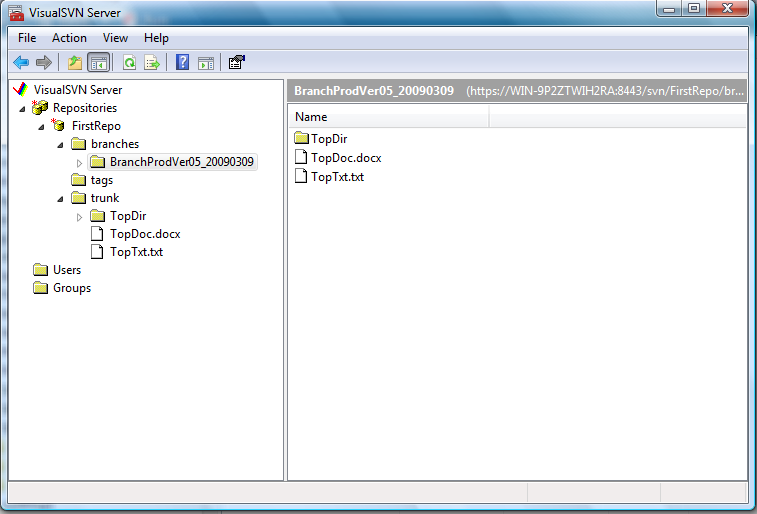 VisualSVN Server
File Action View Help
VisualSVN Server
Repositories
FirstRepo
branches
BranchProdVer05_20090309
tags
trunk
TopDir
TopDoc.docx
TopTxt.txt
Users
Groups
BranchProdVer05_20090309 (https://WIN-9P2ZTWIH2RA:8443/svn/FirstRepo/br...
Name
TopDir
TopDoc.docx
TopTxt.txt